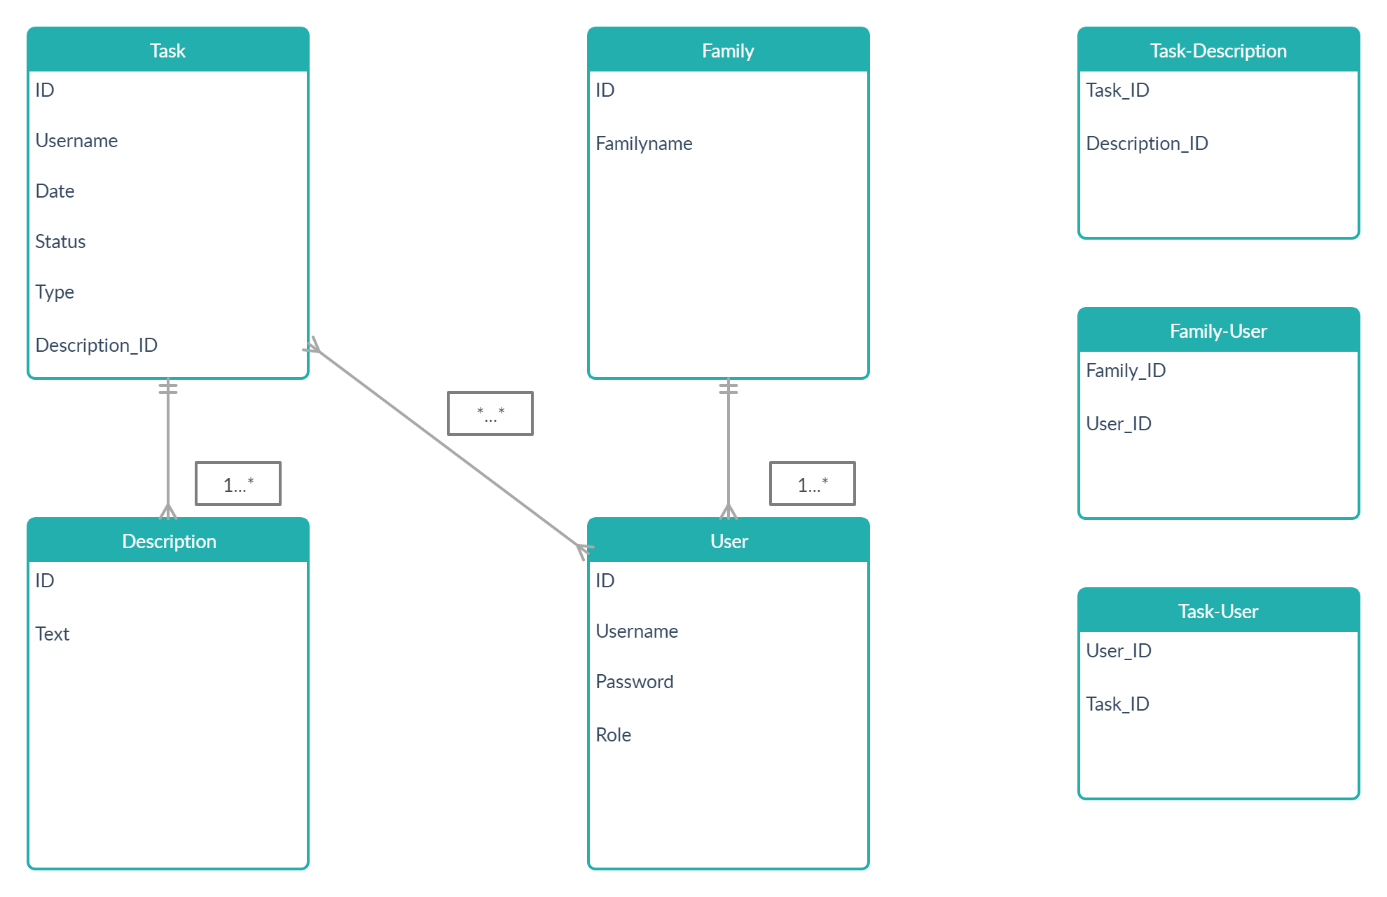 Task
ID
Username
Date
Status
Type
Description_ID
Family
ID
Familyname
Task-Description
Task_ID
Description_ID
Family-User
Family_ID
User_ID
*...*
1...*
1...*
Description
ID
Text
User
ID
Username
Password
Role
Task-User
User_ID
Task_ID